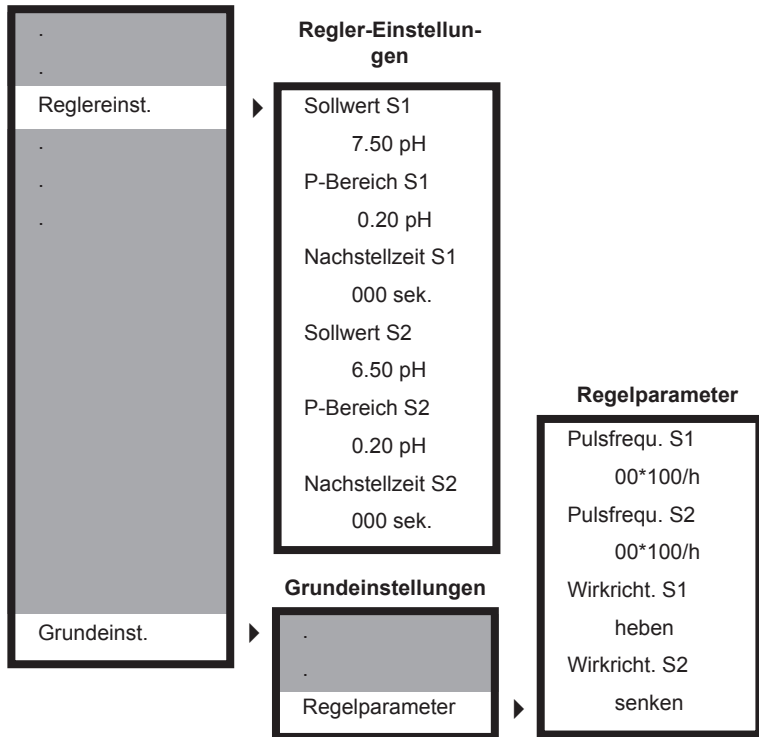 .
.
Reglereinst.
.
.
.
Grundeinst.
Regler-Einstellun-
gen
Sollwert S1
7.50 pH
P-Bereich S1
0.20 pH
Nachstellzeit S1
000 sek.
Sollwert S2
6.50 pH
P-Bereich S2
0.20 pH
Nachstellzeit S2
000 sek.
Grundeinstellungen
.
.
Regelparameter
Regelparameter
Pulsfrequ. S1
00*100/h
Pulsfrequ. S2
00*100/h
Wirkricht. S1
heben
Wirkricht. S2
senken